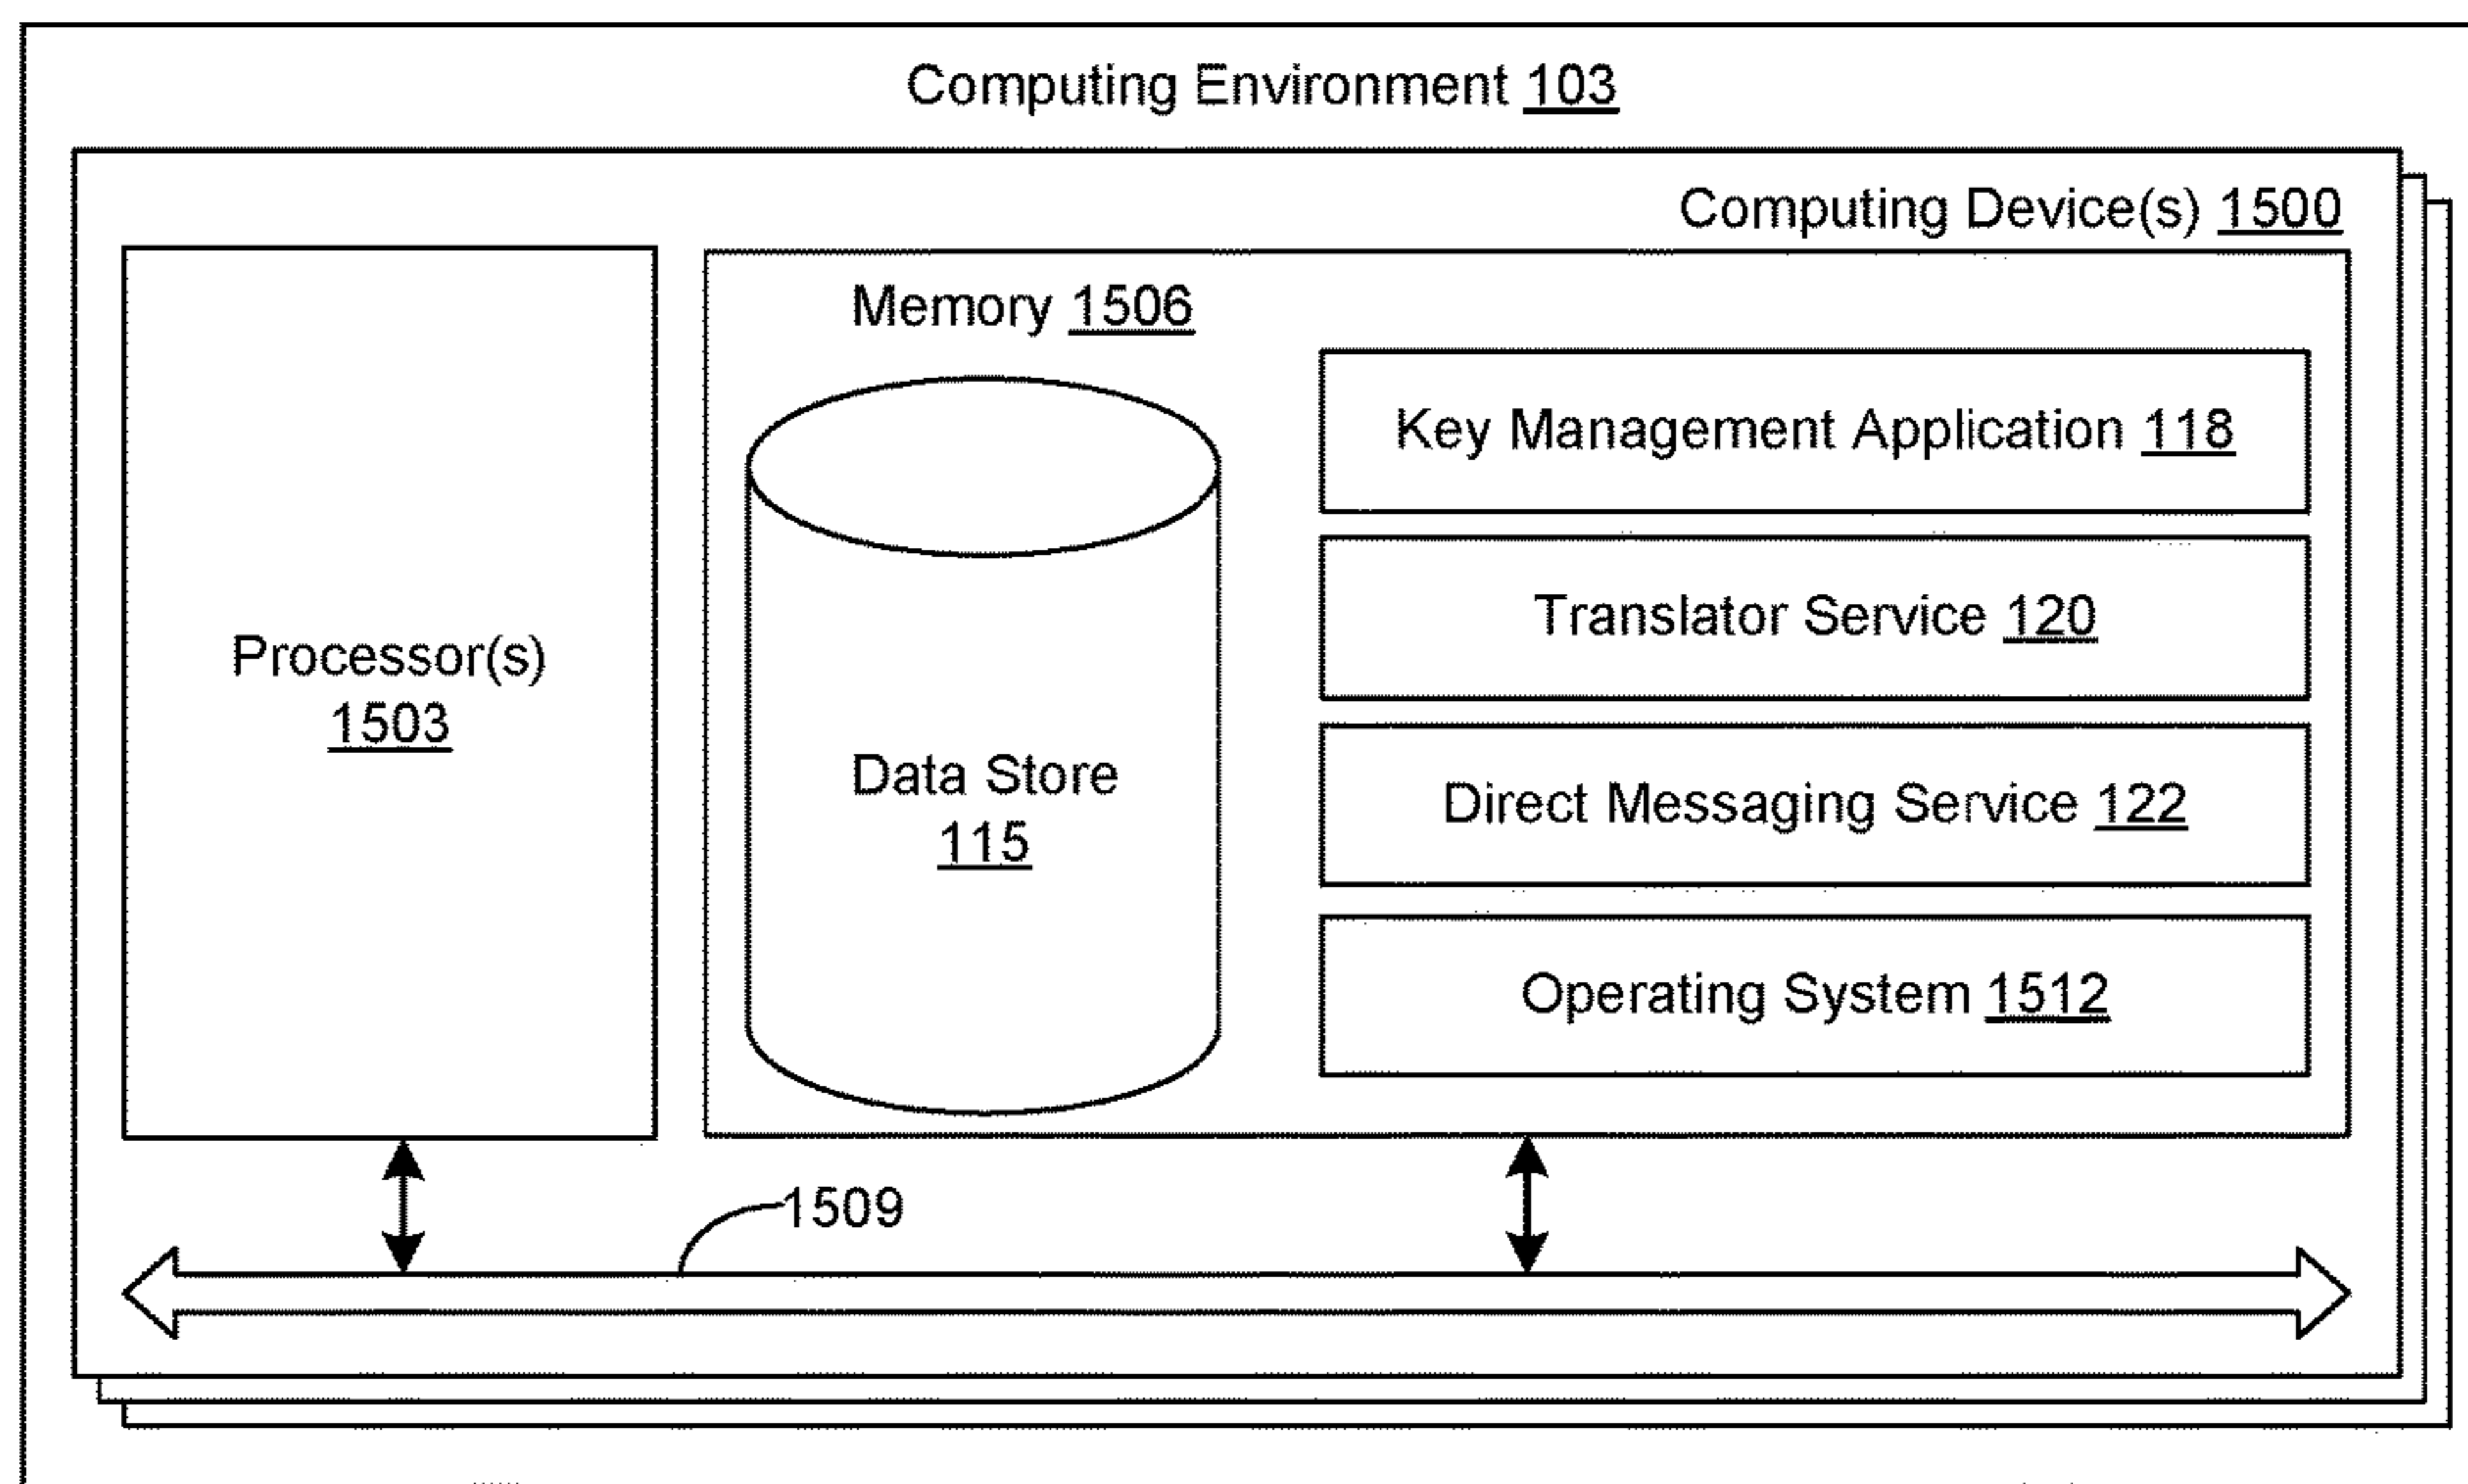 Computing Environment 103
Computing Device(s) 1500
Memory 1506
Key Management Application 118
Translator Service 120
Processor(s)
1503
Data Store
115
Direct Messaging Service 122
Operating System 1512
1509